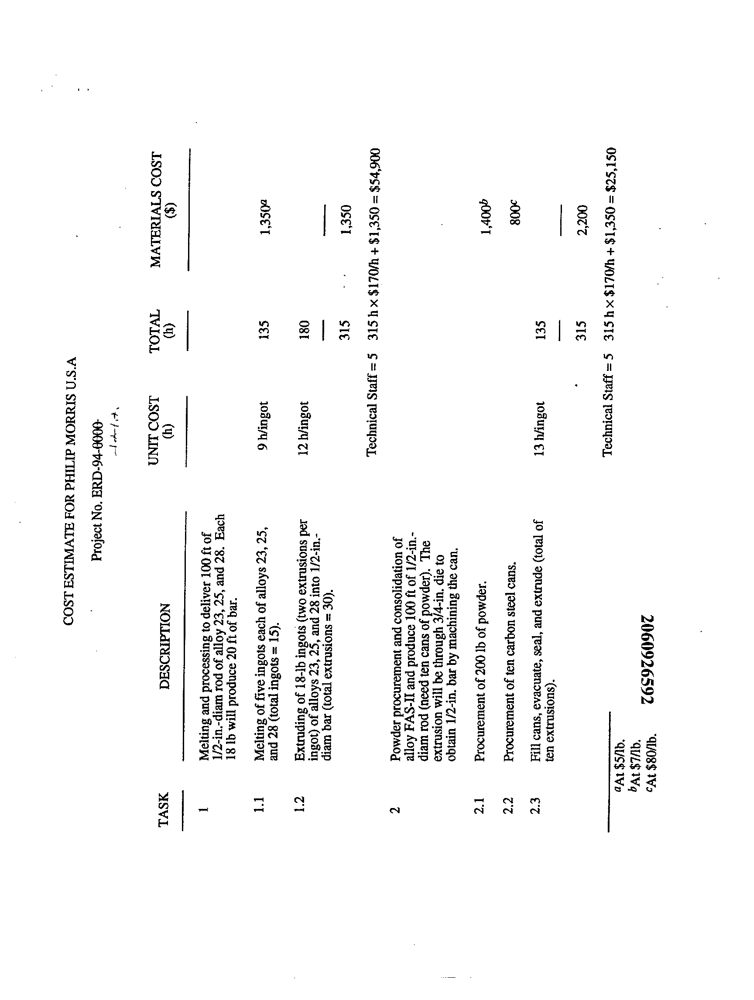 COST ESTIMATE FOR PHILIP MORRIS U.S.A
Project No. ERD-94-0000-
TASK DESCRIPTION UNIT COST (h) TOTAL (h) MATERIALS COST ($)
1 Melting and processing to deliver 100 ft of
1/2-in.-diam rod of alloy 23, 25, and 28. Each
18 lb will produce 20 ft of bar.
1.1 Melting of five ingots each of alloys 23, 25, 9 h/ingot 135 1,350a
and 28 (total ingots = 15).
1.2 Extruding of 18-lb ingots (two extrusions per 12 h/ingot 180
ingot) of alloys 23, 25, and 28 into 1/2-in.-
diam bar (total extrusions = 30).
315 1,350
Technical Staff = 5 315 h × $170/h + $1,350 = $54,900
2 Powder procurement and consolidation of
alloy FAS-II and produce 100 ft of 1/2-in.-
diam rod (need ten cans of powder). The
extrusion will be through 3/4-in. die to
obtain 1/2-in. bar by machining the can.
2.1 Procurement of 200 lb of powder. 1,400b
2.2 Procurement of ten carbon steel cans. 800c
2.3 Fill cans, evacuate, seal, and extrude (total of 13 h/ingot 135
ten extrusions).
315 2,200
Technical Staff = 5 315 h × $170/h + $1,350 = $25,150
aAt $5/lb.
bAt $7/lb.
cAt $80/lb.
2060926592